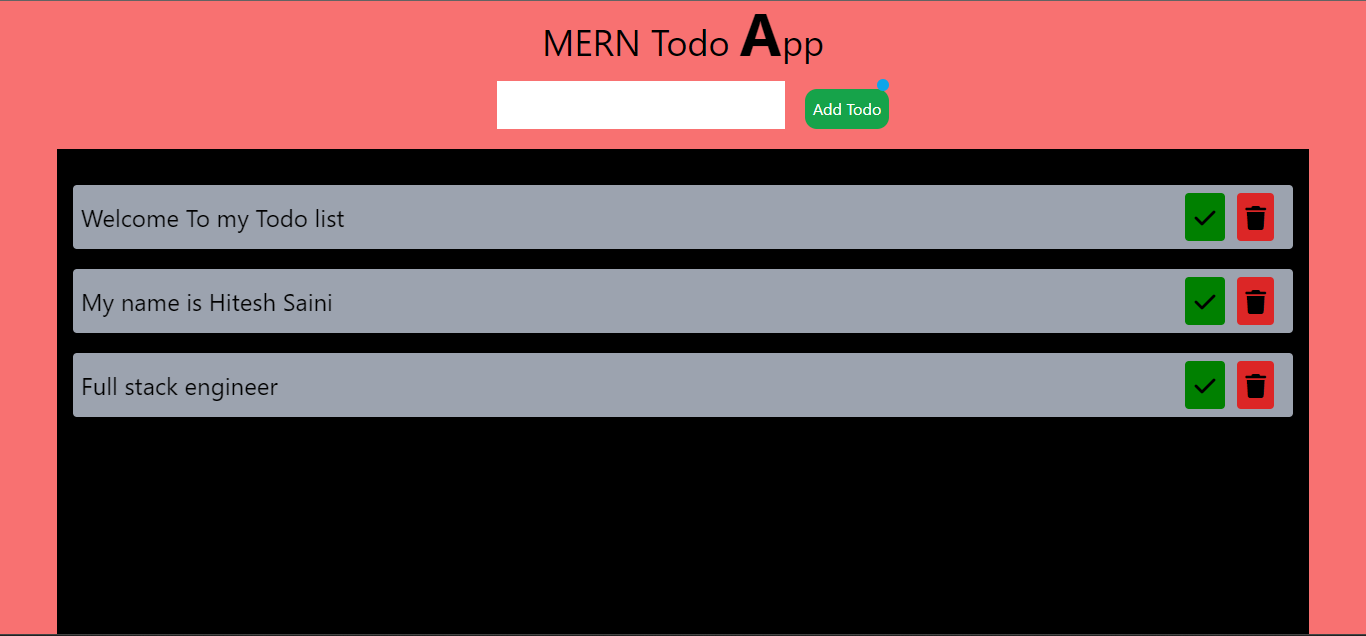 MERN Todo App
Add Todo
Welcome To my Todo list
My name is Hitesh Saini
Full stack engineer